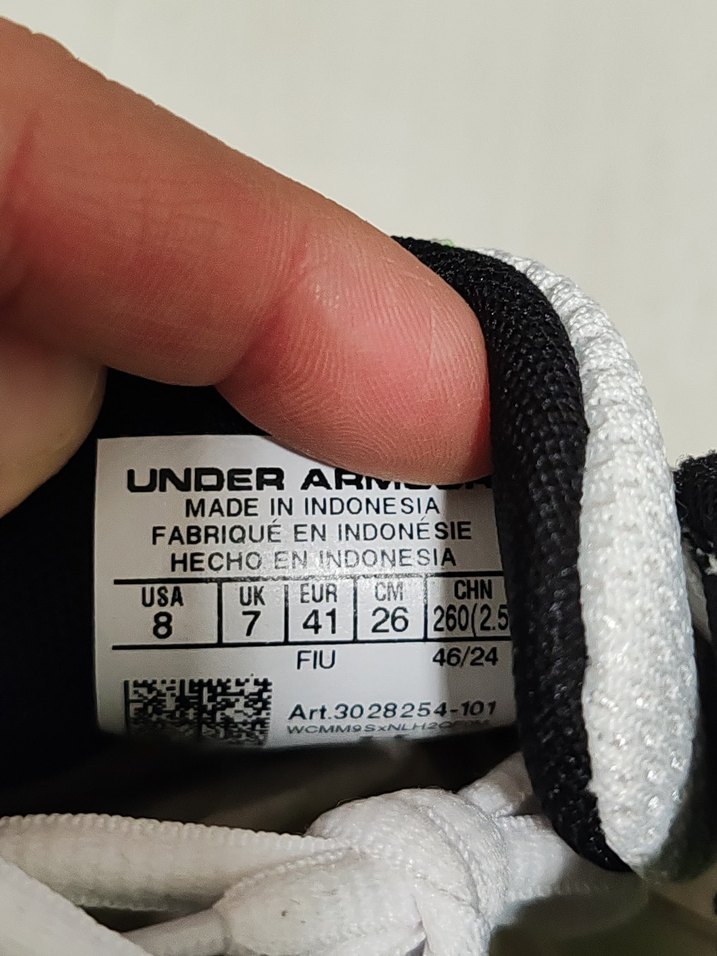 UNDER ARMOUR
MADE IN INDONESIA
FABRIQUÉ EN INDONÉSIE
HECHO EN INDONESIA
USA UK EUR CM CHN
8 7 41 26 260(2.5
FIU 46/24
Art.3028254-101